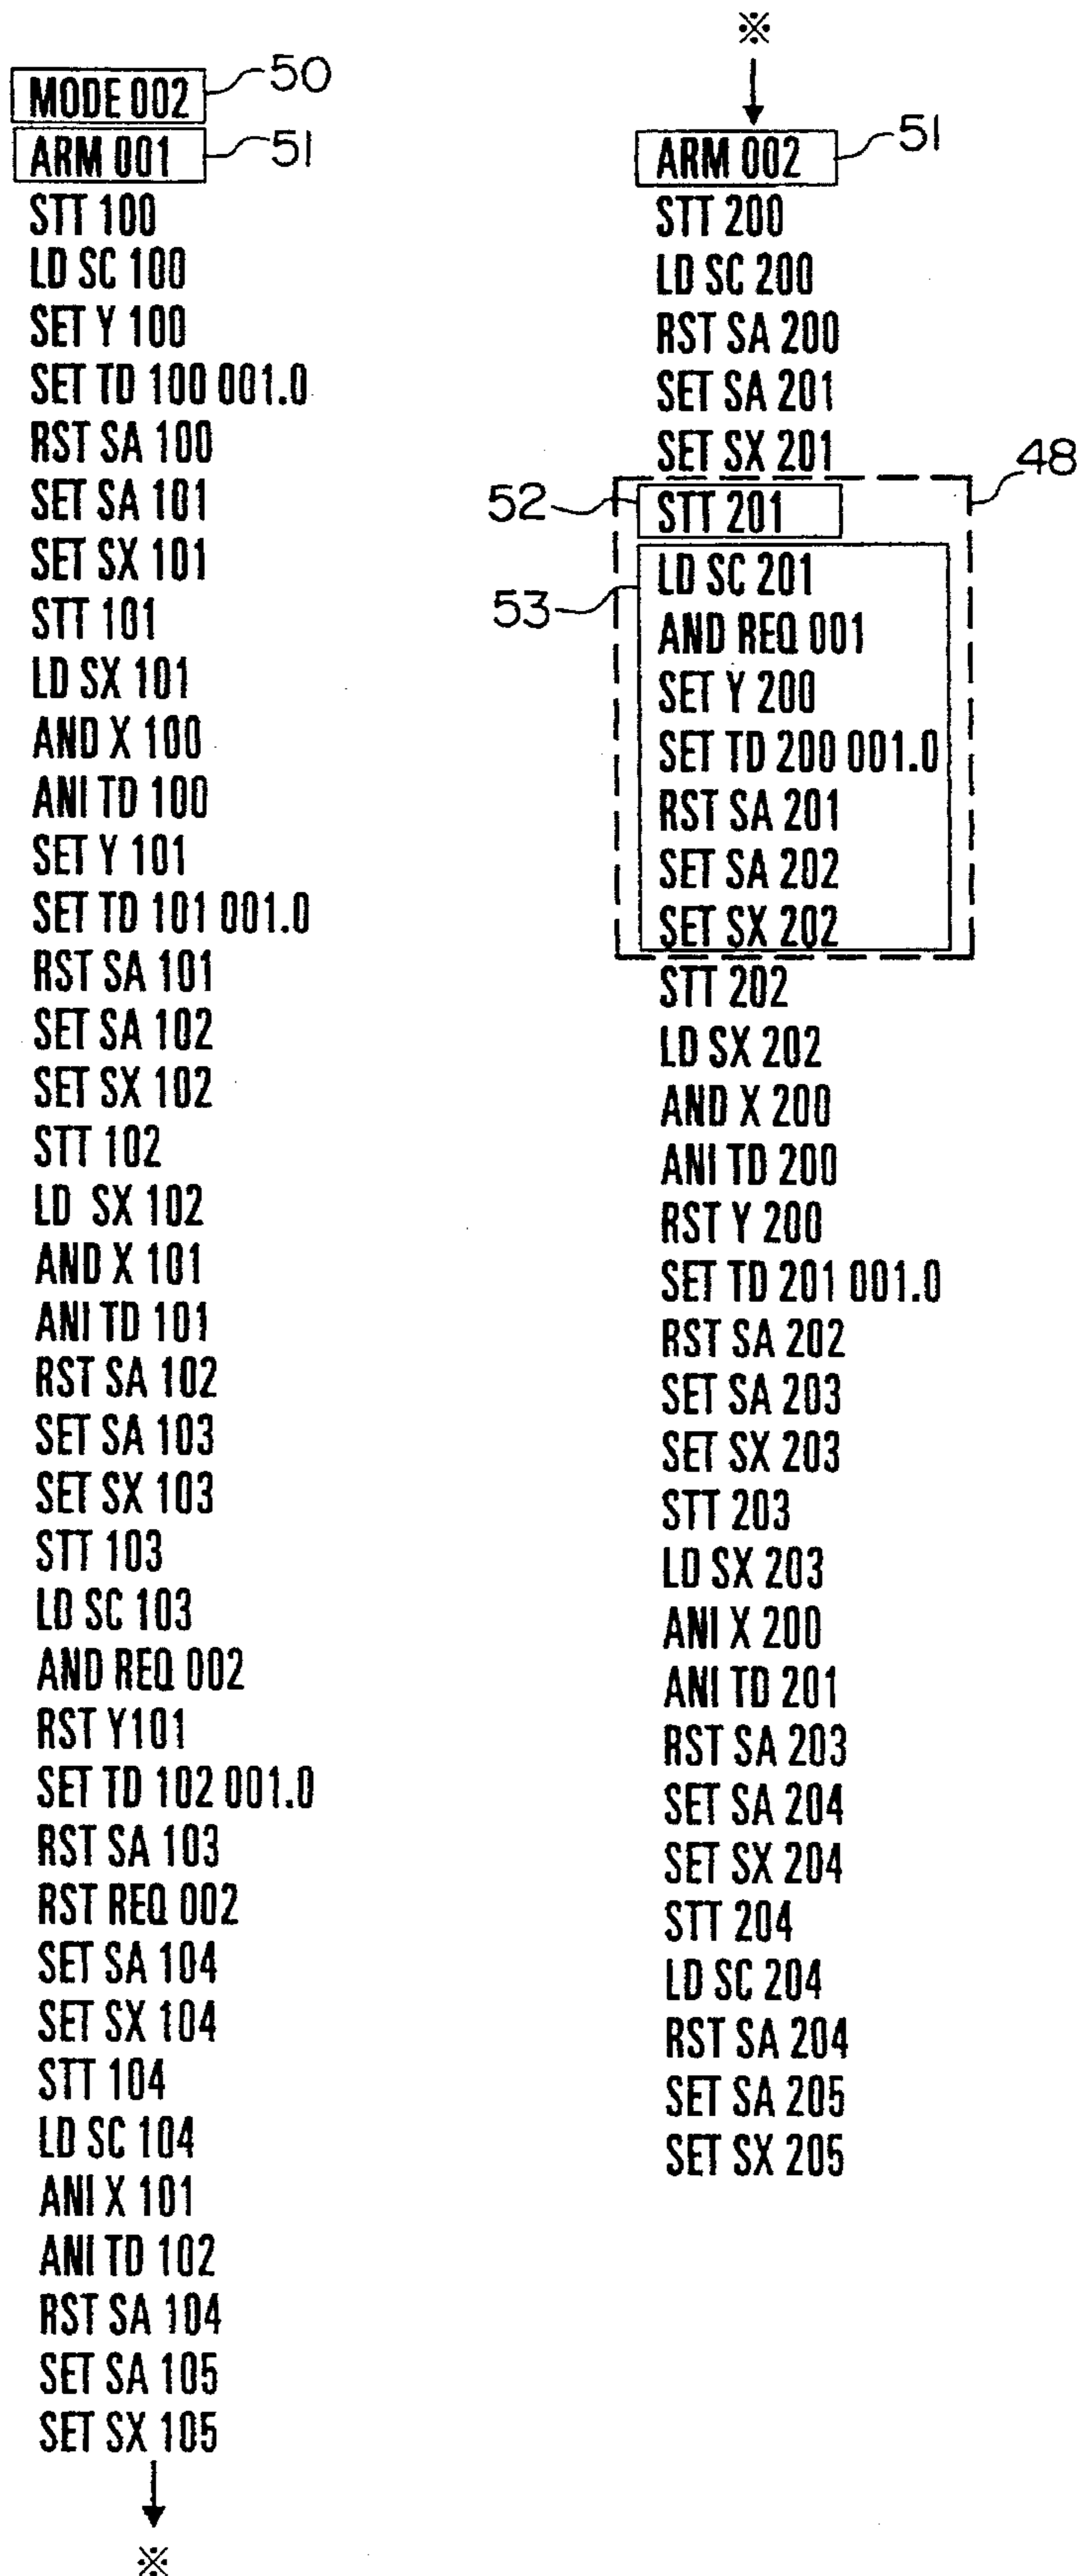 MODE 002 50
ARM 001 51
STT 100
LD SC 100
SET Y 100
SET TD 100 001.0
RST SA 100
SET SA 101
SET SX 101
STT 101
LD SX 101
AND X 100
ANI TD 100
SET Y 101
SET TD 101 001.0
RST SA 101
SET SA 102
SET SX 102
STT 102
LD SX 102
AND X 101
ANI TD 101
RST SA 102
SET SA 103
SET SX 103
STT 103
LD SC 103
AND REQ 002
RST Y101
SET TD 102 001.0
RST SA 103
RST REQ 002
SET SA 104
SET SX 104
STT 104
LD SC 104
ANI X 101
ANI TD 102
RST SA 104
SET SA 105
SET SX 105
※
※
ARM 002 51
STT 200
LD SC 200
RST SA 200
SET SA 201
SET SX 201
48
52 STT 201
53 LD SC 201
AND REQ 001
SET Y 200
SET TD 200 001.0
RST SA 201
SET SA 202
SET SX 202
STT 202
LD SX 202
AND X 200
ANI TD 200
RST Y 200
SET TD 201 001.0
RST SA 202
SET SA 203
SET SX 203
STT 203
LD SX 203
ANI X 200
ANI TD 201
RST SA 203
SET SA 204
SET SX 204
STT 204
LD SC 204
RST SA 204
SET SA 205
SET SX 205